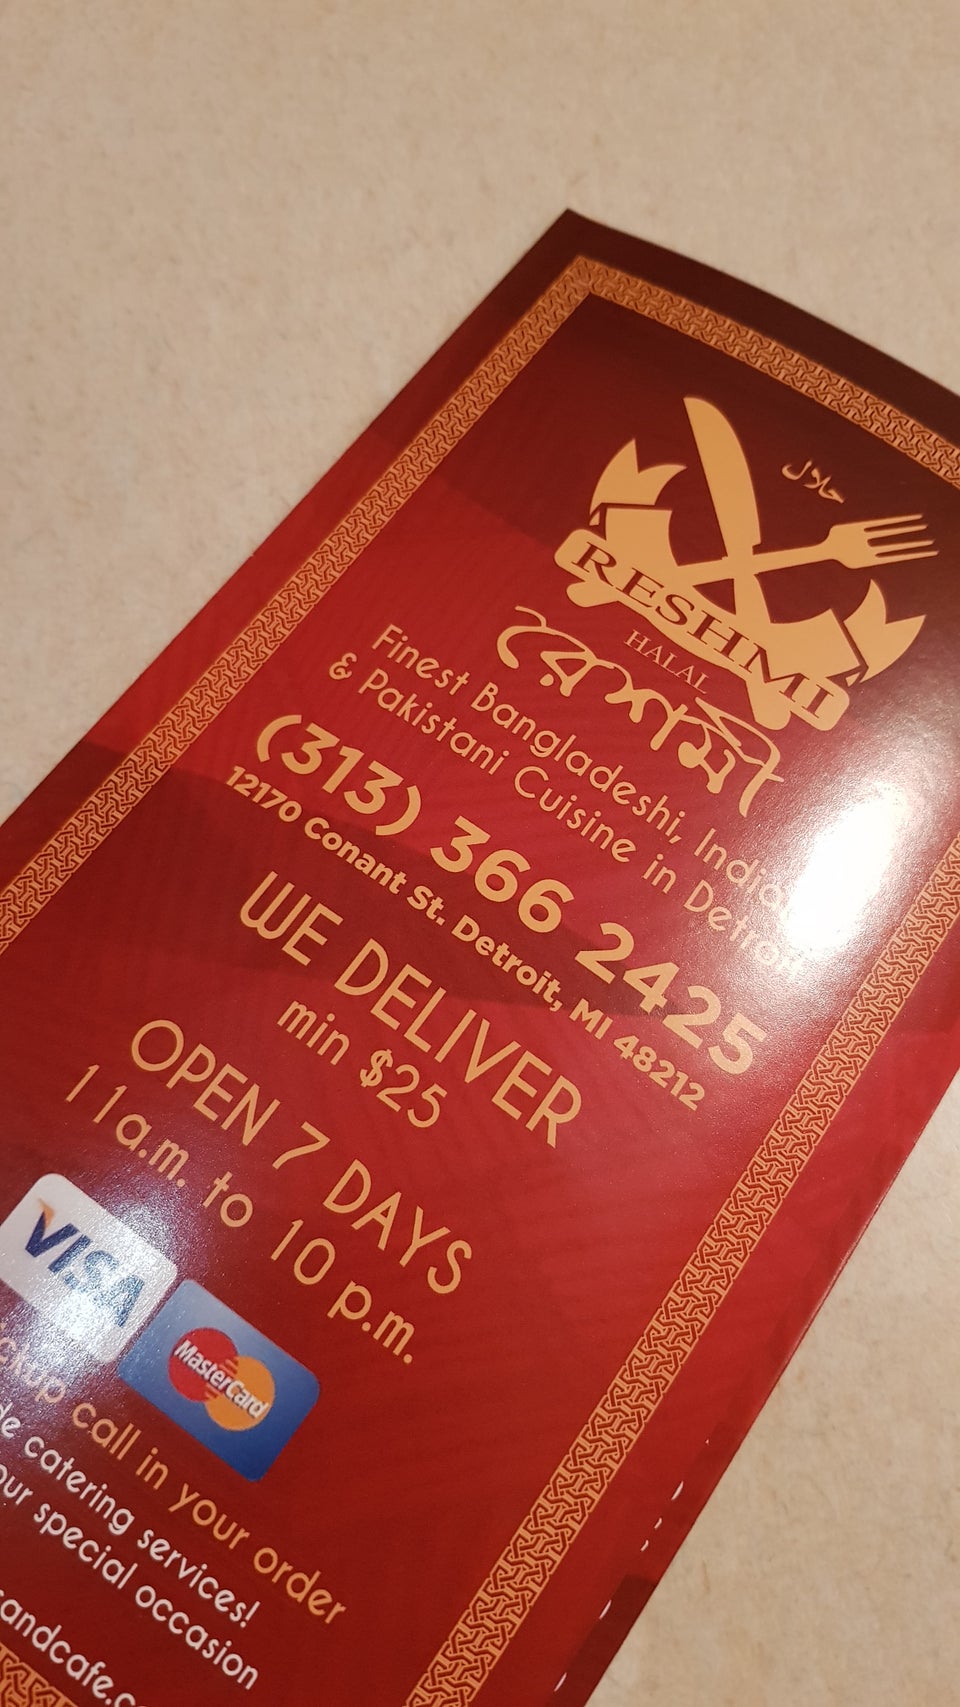 حلال
RESHMI
HALAL
রেশমী
Finest Bangladeshi, Indian
& Pakistani Cuisine in Detroit
(313) 366 2425
12170 Conant St. Detroit, MI 48212
WE DELIVER
min $25
OPEN 7 DAYS
11a.m. to 10 p.m.
VISA
MasterCard
call in your order
catering services!
special occasion